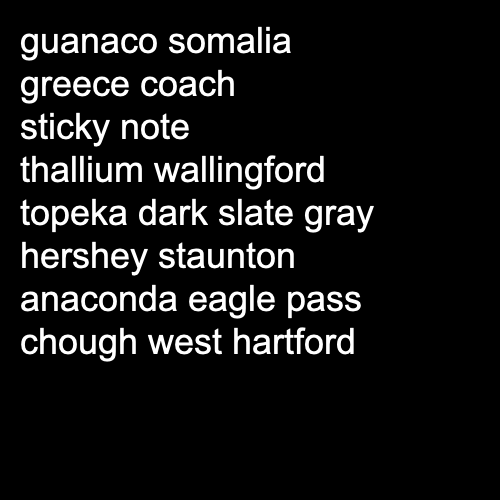 guanaco somalia
greece coach
sticky note
thallium wallingford
topeka dark slate gray
hershey staunton
anaconda eagle pass
chough west hartford